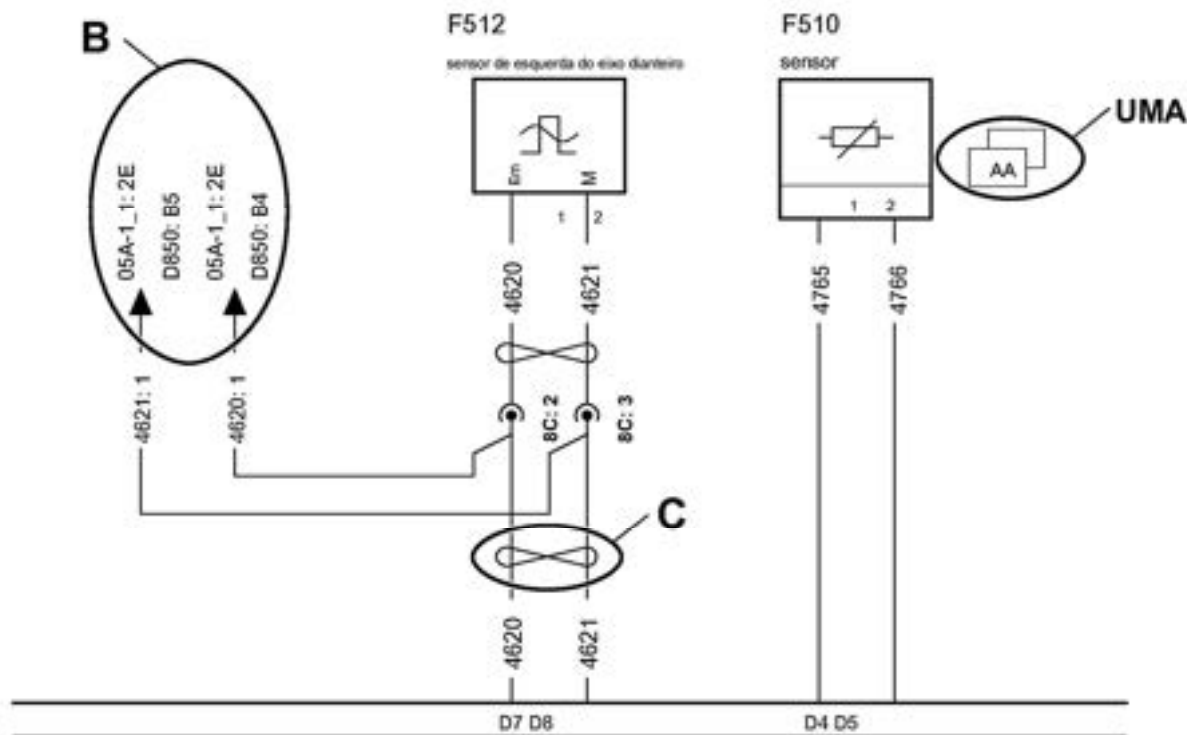 B
F512
F510
sensor de esquerda do eixo dianteiro
sensor
UMA
AA
05A-1_1: 2E
D850: B5
05A-1_1: 2E
D850: B4
Em
M
1
2
1
2
4620
4621
4765
4766
4621: 1
4620: 1
8C: 2
8C: 3
C
4620
4621
D7 D8
D4 D5